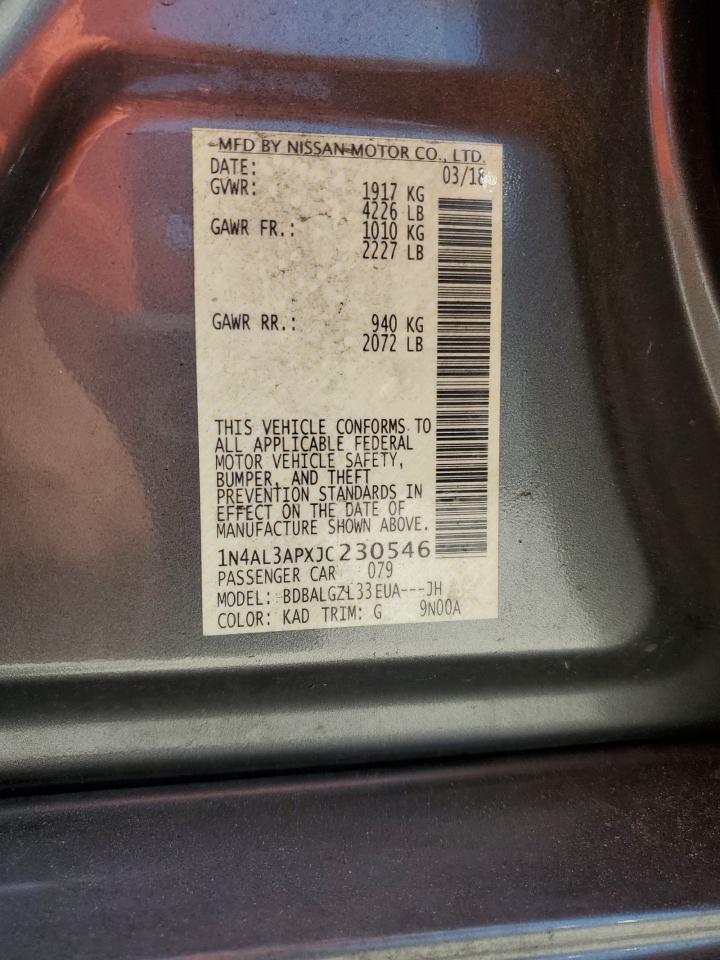 MFD BY NISSAN MOTOR CO., LTD.
DATE: 03/18
GVWR: 1917 KG
4226 LB
GAWR FR.: 1010 KG
2227 LB
GAWR RR.: 940 KG
2072 LB
THIS VEHICLE CONFORMS TO
ALL APPLICABLE FEDERAL
MOTOR VEHICLE SAFETY,
BUMPER, AND THEFT
PREVENTION STANDARDS IN
EFFECT ON THE DATE OF
MANUFACTURE SHOWN ABOVE.
1N4AL3APXJC230546
PASSENGER CAR 079
MODEL: BDBALGZL33EUA---JH
COLOR: KAD TRIM: G 9N00A